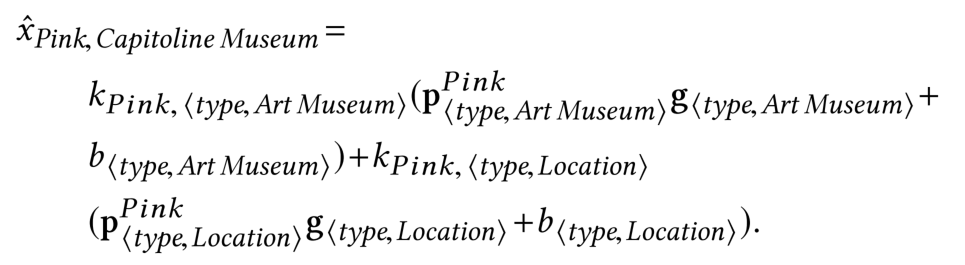 x̂_{Pink, Capitoline Museum} =
k_{Pink, ⟨type, Art Museum⟩}(𝐩^{Pink}_{⟨type, Art Museum⟩}𝐠_{⟨type, Art Museum⟩}+
b_{⟨type, Art Museum⟩})+k_{Pink, ⟨type, Location⟩}
(𝐩^{Pink}_{⟨type, Location⟩}𝐠_{⟨type, Location⟩}+b_{⟨type, Location⟩}).